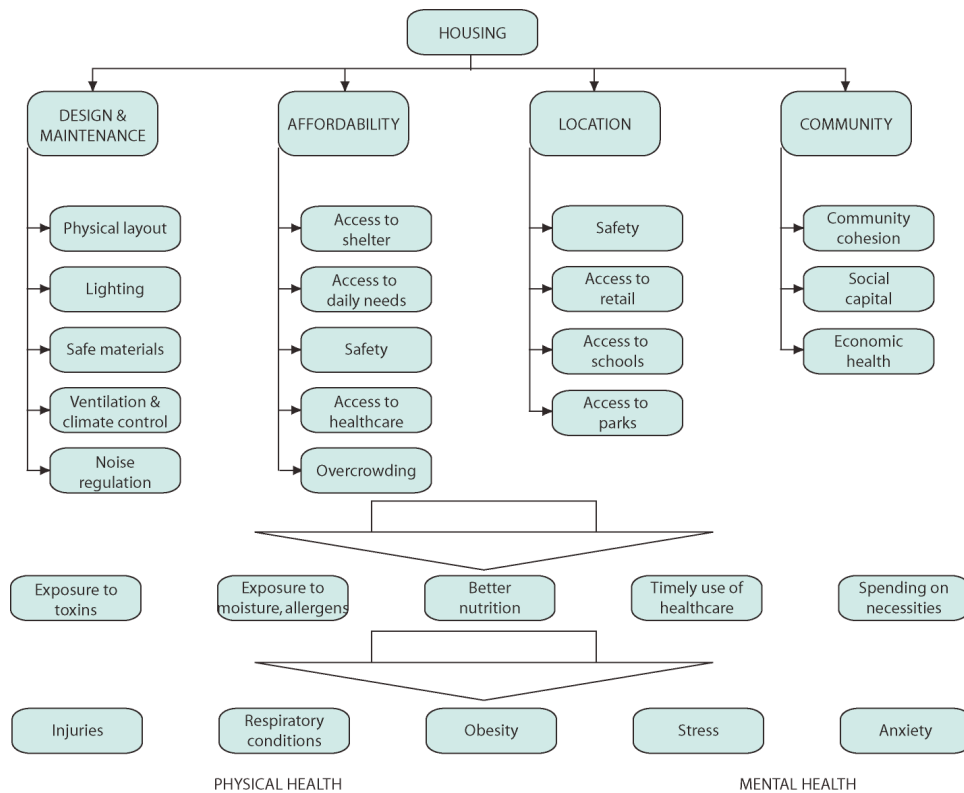 HOUSING
DESIGN &
MAINTENANCE
AFFORDABILITY
LOCATION
COMMUNITY
Physical layout
Lighting
Safe materials
Ventilation &
climate control
Noise
regulation
Access to
shelter
Access to
daily needs
Safety
Access to
healthcare
Overcrowding
Safety
Access to
retail
Access to
schools
Access to
parks
Community
cohesion
Social
capital
Economic
health
Exposure to
toxins
Exposure to
moisture, allergens
Better
nutrition
Timely use of
healthcare
Spending on
necessities
Injuries
Respiratory
conditions
Obesity
Stress
Anxiety
PHYSICAL HEALTH
MENTAL HEALTH